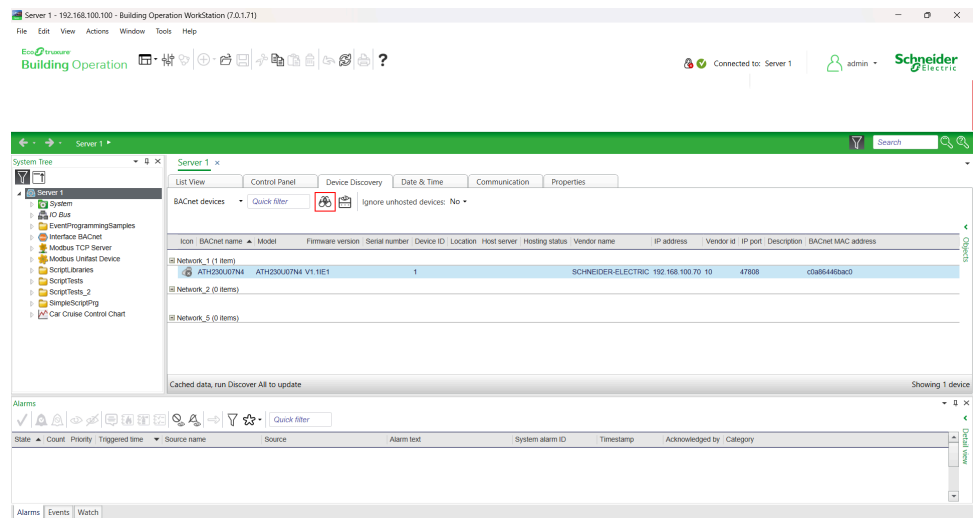 Server 1 - 192.168.100.100 - Building Operation WorkStation (7.0.1.71)
File Edit View Actions Window Tools Help
EcoStruxure
Building Operation
Connected to: Server 1
admin
Schneider
Electric
Server 1
Search
System Tree
Server 1
System
IO Bus
EventProgrammingSamples
Interface BACnet
Modbus TCP Server
Modbus Unifast Device
ScriptLibraries
ScriptTests
ScriptTests_2
SimpleScriptPrg
Car Cruise Control Chart
Server 1
List View Control Panel Device Discovery Date & Time Communication Properties
BACnet devices Quick filter Ignore unhosted devices: No
Icon BACnet name Model Firmware version Serial number Device ID Location Host server Hosting status Vendor name IP address Vendor id IP port Description BACnet MAC address
Network_1 (1 item)
ATH230U07N4 ATH230U07N4 V1.1IE1 1 SCHNEIDER-ELECTRIC 192.168.100.70 10 47808 c0a86446bac0
Network_2 (0 items)
Network_5 (0 items)
Cached data, run Discover All to update
Showing 1 device
Objects
Alarms
Quick filter
State Count Priority Triggered time Source name Source Alarm text System alarm ID Timestamp Acknowledged by Category
Detail view
Alarms Events Watch